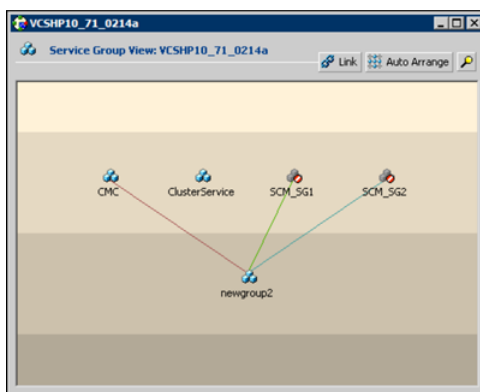 VCSHP10_71_0214a
Service Group View: VCSHP10_71_0214a
Link Auto Arrange
CMC ClusterService SCM_SG1 SCM_SG2
newgroup2